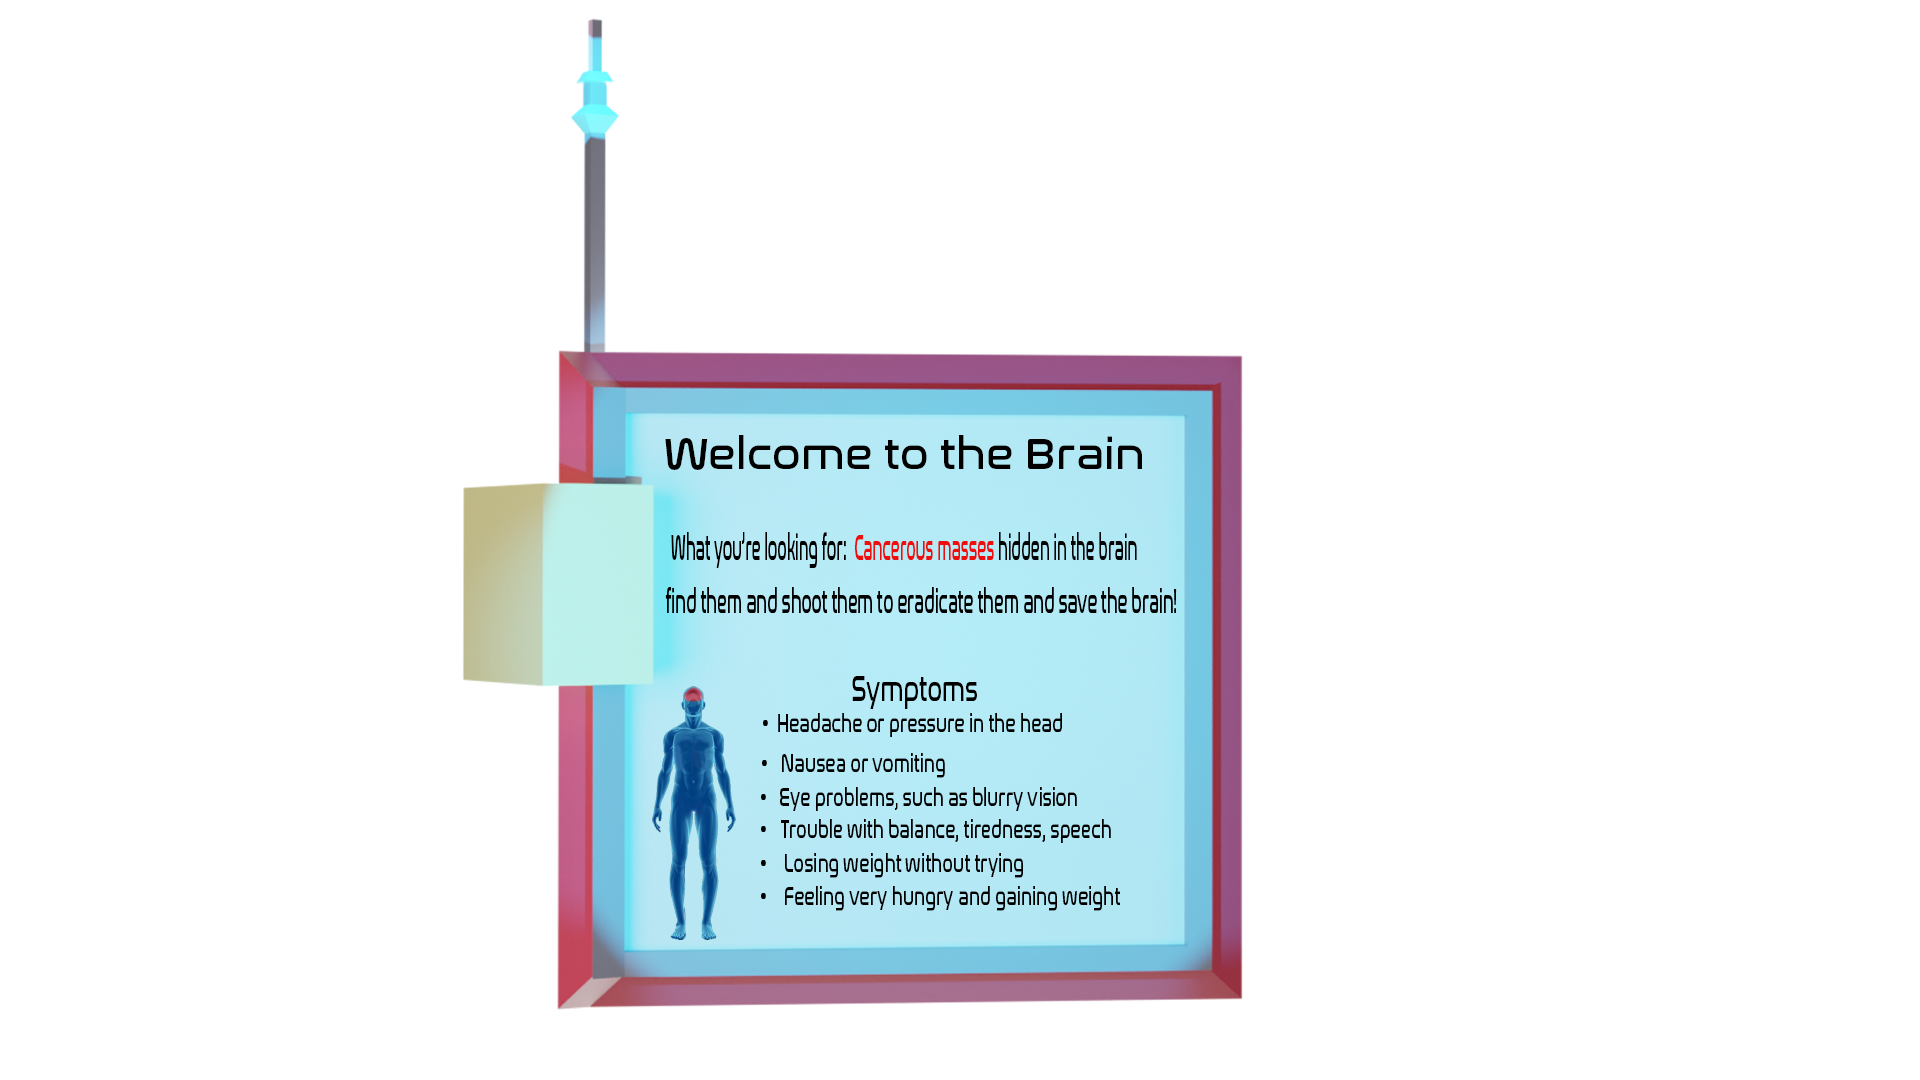 Welcome to the Brain
What you're looking for: Cancerous masses hidden in the brain
find them and shoot them to eradicate them and save the brain!
Symptoms
• Headache or pressure in the head
• Nausea or vomiting
• Eye problems, such as blurry vision
• Trouble with balance, tiredness, speech
• Losing weight without trying
• Feeling very hungry and gaining weight